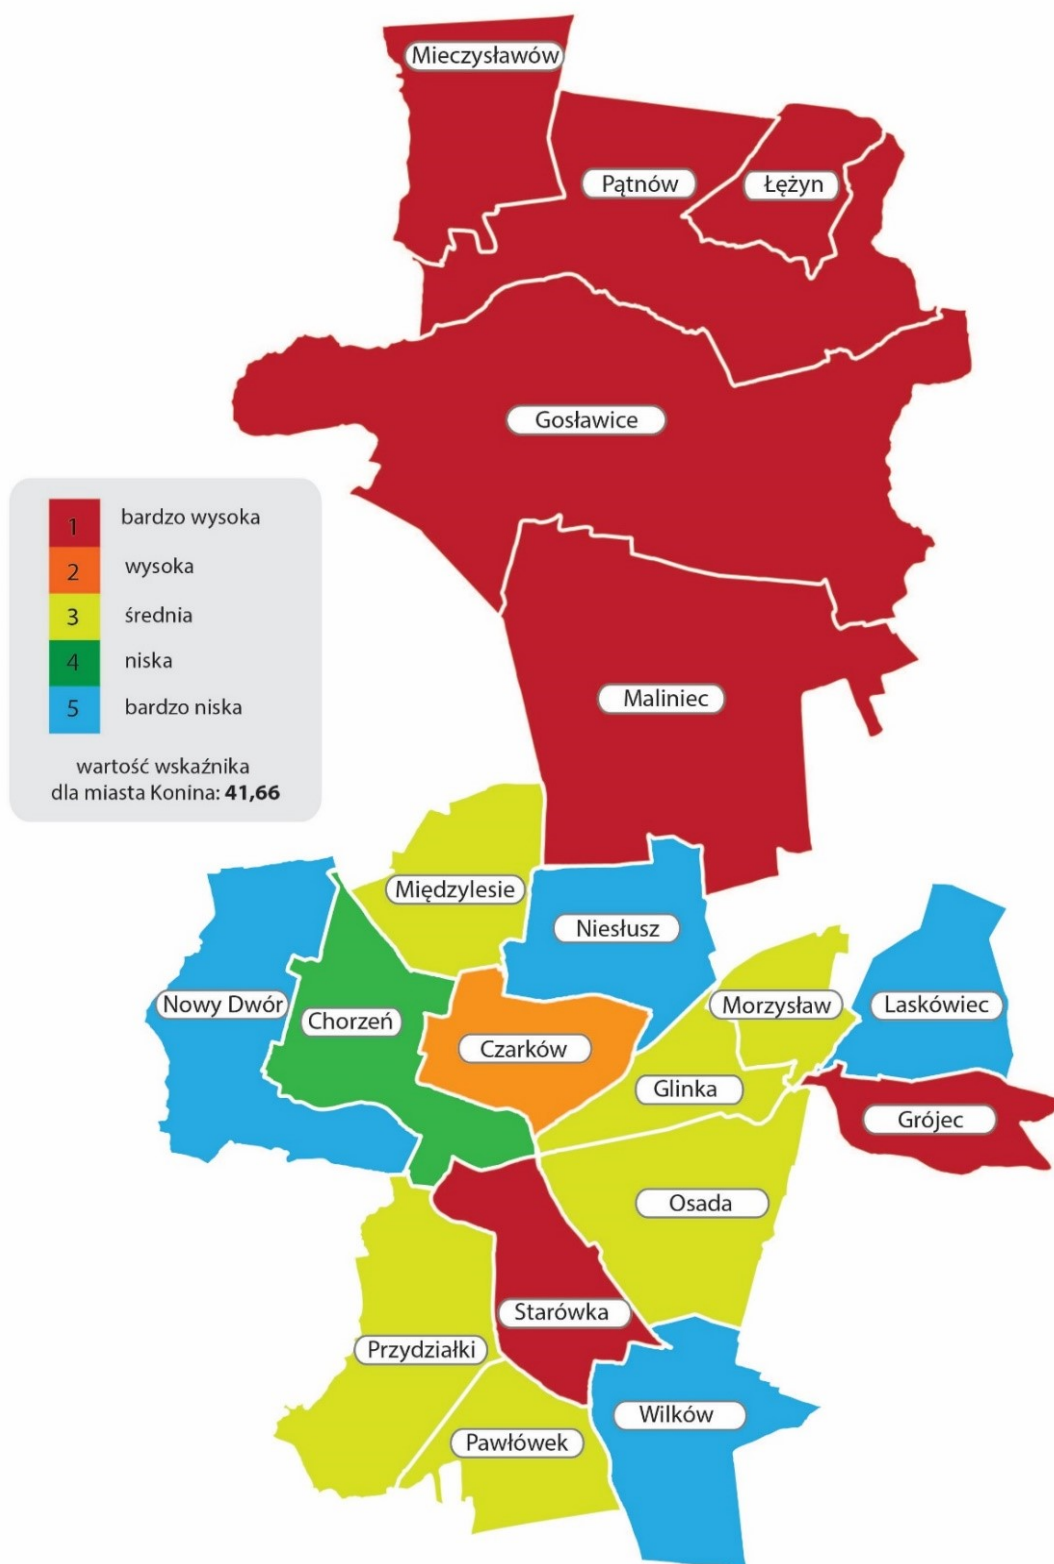 Mieczysławów
Pątnów
Łężyn
Gosławice
1 bardzo wysoka
2 wysoka
3 średnia
4 niska
5 bardzo niska
wartość wskaźnika
dla miasta Konina: 41,66
Maliniec
Międzylesie
Niesłusz
Nowy Dwór
Chorzeń
Czarków
Morzysław
Laskówiec
Glinka
Grójec
Osada
Starówka
Przydziałki
Wilków
Pawłówek